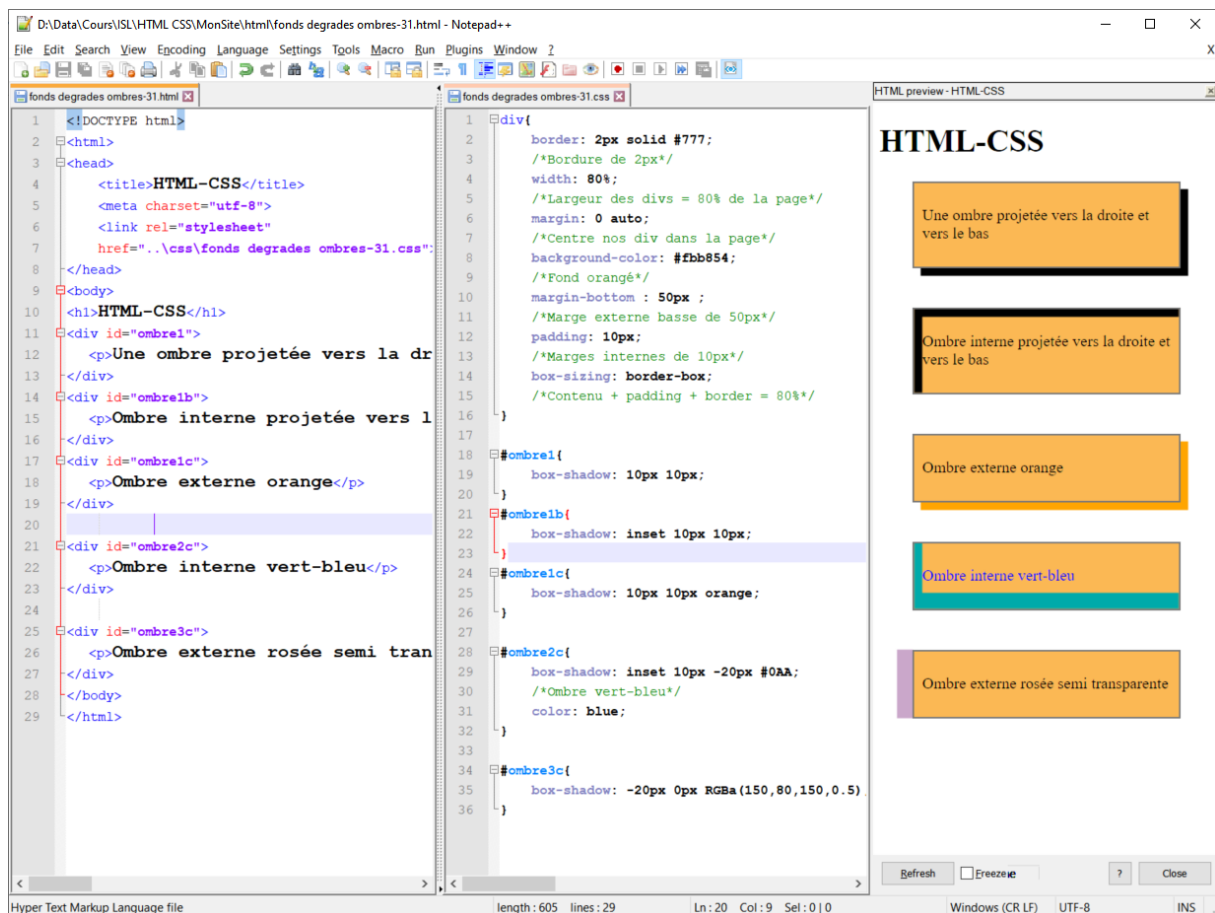 D:\Data\Cours\ISL\HTML CSS\MonSite\html\fonds degrades ombres-31.html - Notepad++
File Edit Search View Encoding Language Settings Tools Macro Run Plugins Window ? X
fonds degrades ombres-31.html
1 <!DOCTYPE html>
2 <html>
3 <head>
4 <title>HTML-CSS</title>
5 <meta charset="utf-8">
6 <link rel="stylesheet"
7 href="..\css\fonds degrades ombres-31.css">
8 </head>
9 <body>
10 <h1>HTML-CSS</h1>
11 <div id="ombre1">
12 <p>Une ombre projetée vers la dr
13 </div>
14 <div id="ombre1b">
15 <p>Ombre interne projetée vers l
16 </div>
17 <div id="ombre1c">
18 <p>Ombre externe orange</p>
19 </div>
20
21 <div id="ombre2c">
22 <p>Ombre interne vert-bleu</p>
23 </div>
24
25 <div id="ombre3c">
26 <p>Ombre externe rosée semi tran
27 </div>
28 </body>
29 </html>
fonds degrades ombres-31.css
1 div{
2 border: 2px solid #777;
3 /*Bordure de 2px*/
4 width: 80%;
5 /*Largeur des divs = 80% de la page*/
6 margin: 0 auto;
7 /*Centre nos div dans la page*/
8 background-color: #fbb854;
9 /*Fond orangé*/
10 margin-bottom : 50px ;
11 /*Marge externe basse de 50px*/
12 padding: 10px;
13 /*Marges internes de 10px*/
14 box-sizing: border-box;
15 /*Contenu + padding + border = 80%*/
16 }
17
18 #ombre1{
19 box-shadow: 10px 10px;
20 }
21 #ombre1b{
22 box-shadow: inset 10px 10px;
23 }
24 #ombre1c{
25 box-shadow: 10px 10px orange;
26 }
27
28 #ombre2c{
29 box-shadow: inset 10px -20px #0AA;
30 /*Ombre vert-bleu*/
31 color: blue;
32 }
33
34 #ombre3c{
35 box-shadow: -20px 0px RGBa(150,80,150,0.5)
36 }
HTML preview - HTML-CSS
HTML-CSS
Une ombre projetée vers la droite et
vers le bas
Ombre interne projetée vers la droite et
vers le bas
Ombre externe orange
Ombre interne vert-bleu
Ombre externe rosée semi transparente
Refresh Freeze ? Close
Hyper Text Markup Language file length : 605 lines : 29 Ln : 20 Col : 9 Sel : 0 | 0 Windows (CR LF) UTF-8 INS